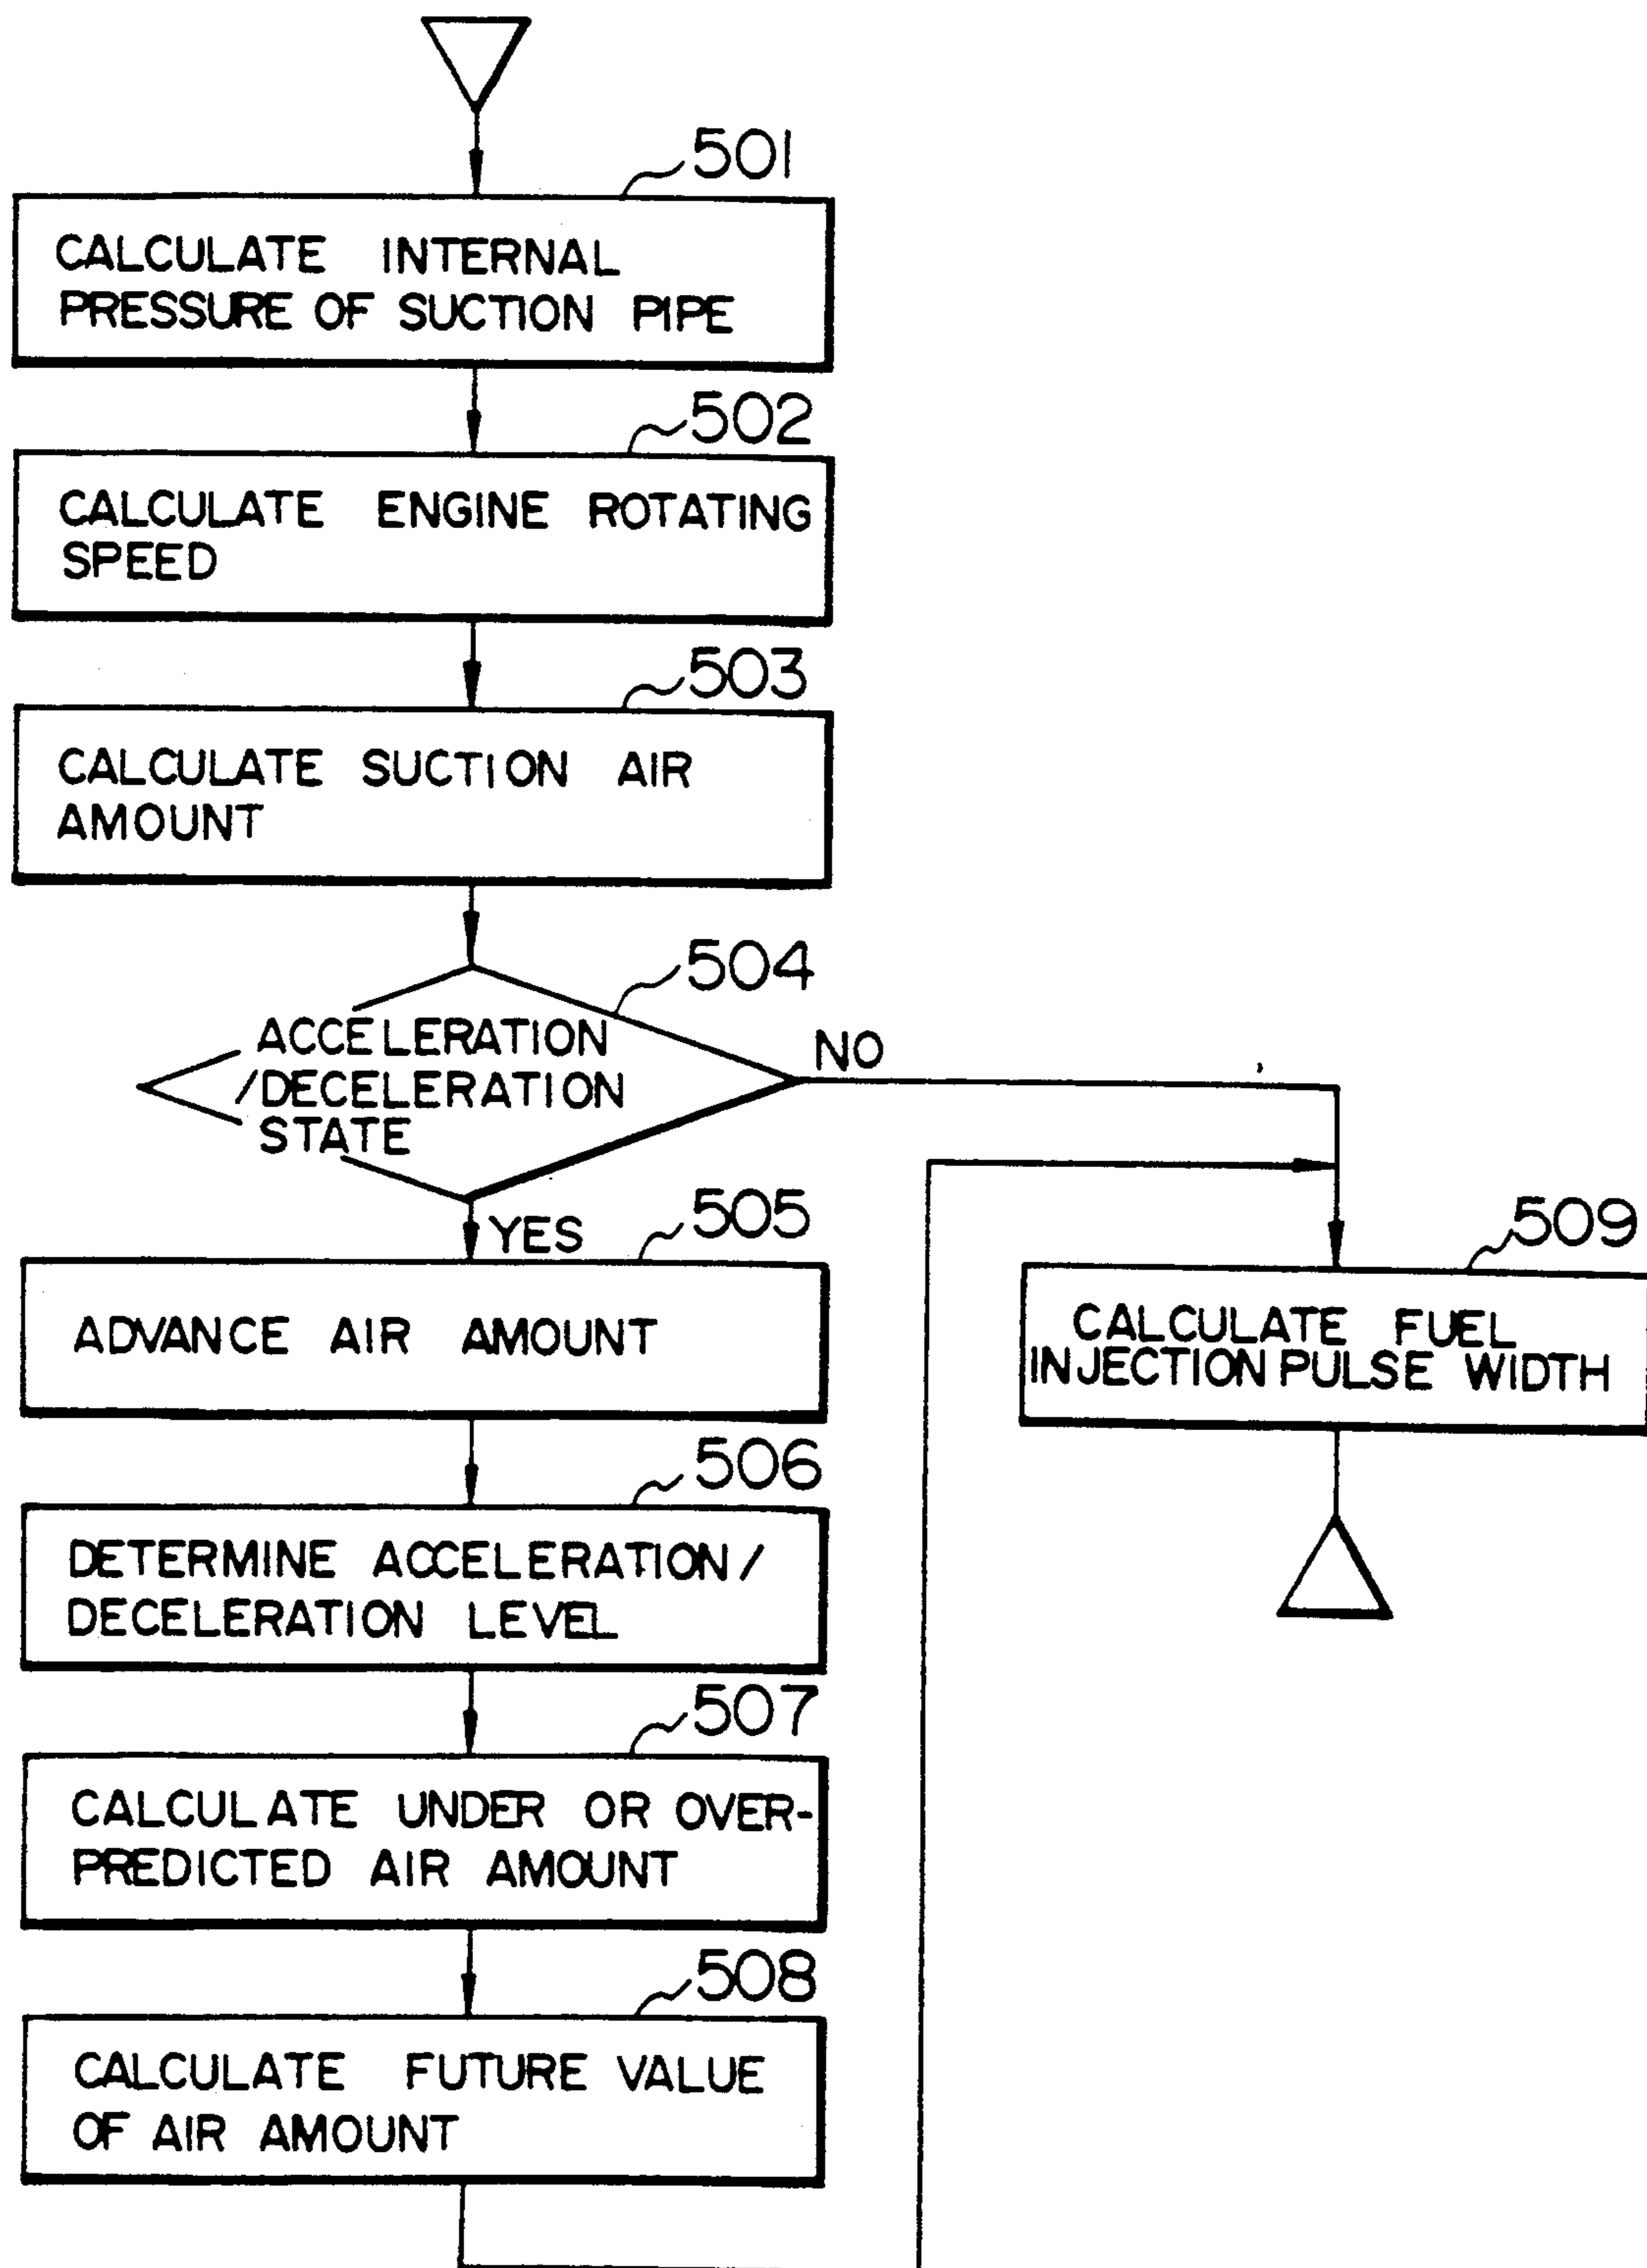 501
CALCULATE INTERNAL
PRESSURE OF SUCTION PIPE
502
CALCULATE ENGINE ROTATING
SPEED
503
CALCULATE SUCTION AIR
AMOUNT
504
ACCELERATION
/DECELERATION
STATE
NO
YES
505
ADVANCE AIR AMOUNT
506
DETERMINE ACCELERATION/
DECELERATION LEVEL
507
CALCULATE UNDER OR OVER-
PREDICTED AIR AMOUNT
508
CALCULATE FUTURE VALUE
OF AIR AMOUNT
509
CALCULATE FUEL
INJECTION PULSE WIDTH